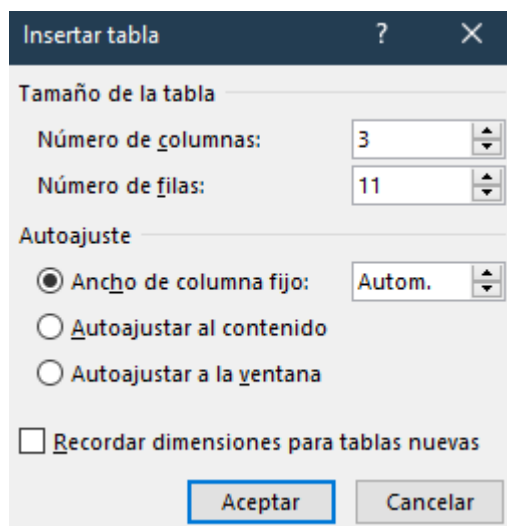 Insertar tabla ?
Tamaño de la tabla
Número de columnas: 3
Número de filas: 11
Autoajuste
Ancho de columna fijo: Autom.
Autoajustar al contenido
Autoajustar a la ventana
Recordar dimensiones para tablas nuevas
Aceptar Cancelar